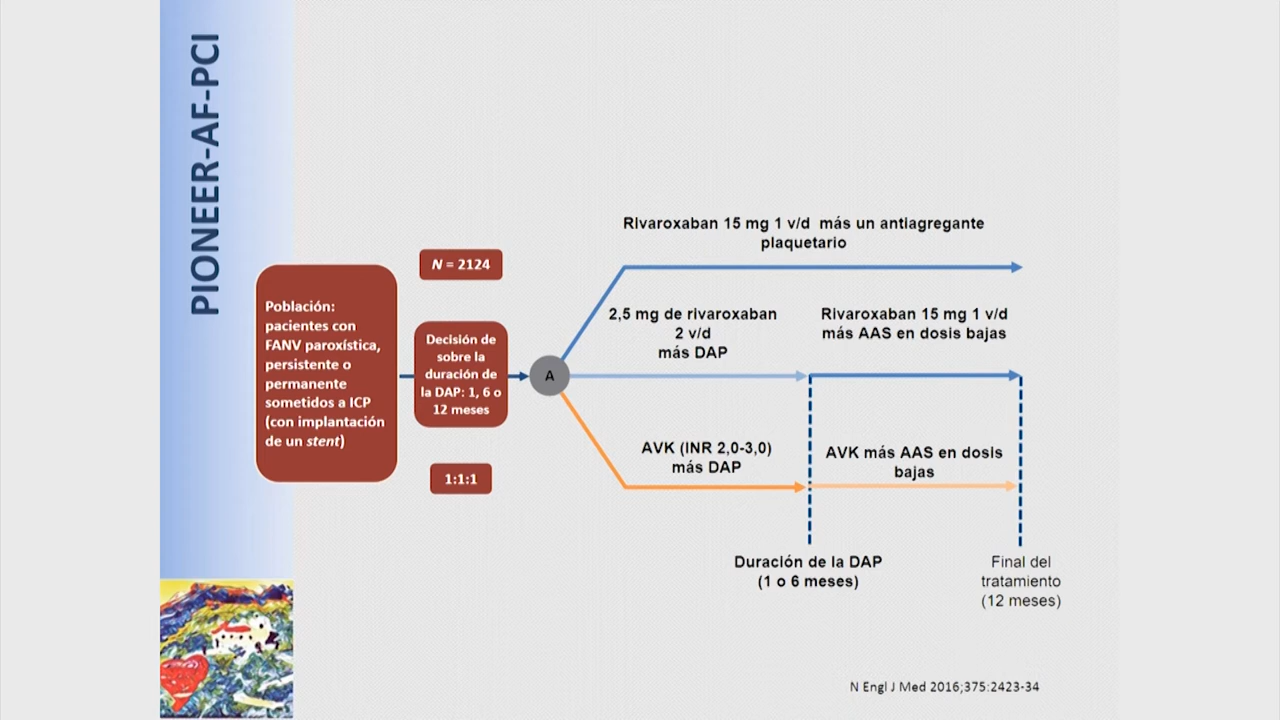 PIONEER-AF-PCI
Población:
pacientes con
FANV paroxística,
persistente o
permanente
sometidos a ICP
(con implantación
de un stent)
N = 2124
Decisión de
sobre la
duración de
la DAP: 1, 6 o
12 meses
1:1:1
A
Rivaroxaban 15 mg 1 v/d más un antiagregante
plaquetario
2,5 mg de rivaroxaban
2 v/d
más DAP
Rivaroxaban 15 mg 1 v/d
más AAS en dosis bajas
AVK (INR 2,0-3,0)
más DAP
AVK más AAS en dosis
bajas
Duración de la DAP
(1 o 6 meses)
Final del
tratamiento
(12 meses)
N Engl J Med 2016;375:2423-34